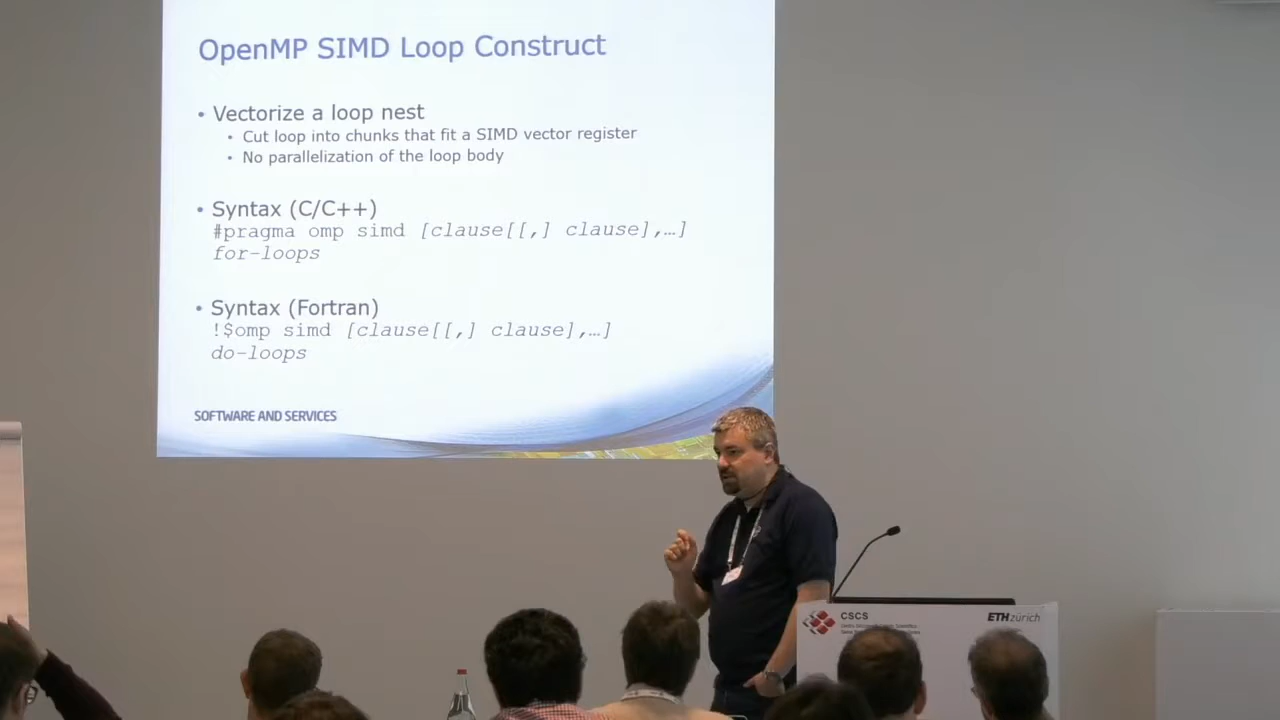 OpenMP SIMD Loop Construct
• Vectorize a loop nest
• Cut loop into chunks that fit a SIMD vector register
• No parallelization of the loop body
• Syntax (C/C++)
#pragma omp simd [clause[[,] clause],…]
for-loops
• Syntax (Fortran)
!$omp simd [clause[[,] clause],…]
do-loops
SOFTWARE AND SERVICES
CSCS
ETH zürich